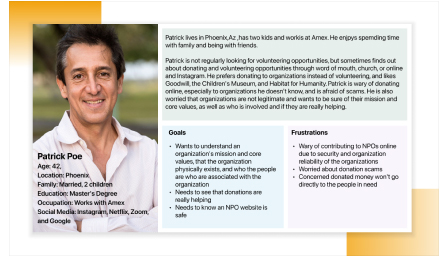 Patrick lives in Phoenix,Az ,has two kids and works at Amex. He enjoys spending time
with family and being with friends.
Patrick is not regularly looking for volunteering opportunities, but sometimes finds out
about donating and volunteering opportunities through word of mouth, church, or online
and Instagram. He prefers donating to organizations instead of volunteering, and likes
Goodwill, the Children's Museum, and Habitat for Humanity. Patrick is wary of donating
online, especially to organizations he doesn't know, and is afraid of scams. He is also
worried that organizations are not legitimate and wants to be sure of their mission and
core values, as well as who is involved and if they are really helping.
Patrick Poe
Age: 42,
Location: Phoenix
Family: Married, 2 children
Education: Master's Degree
Occupation: Works with Amex
Social Media: Instagram, Netflix, Zoom,
and Google
Goals
• Wants to understand an
organization's mission and core
values, that the organization
physically exists, and who the people
are who are associated with the
organization
• Needs to see that donations are
really helping
• Needs to know an NPO website is
safe
Frustrations
• Wary of contributing to NPOs online
due to security and organization
reliability of the organizations
• Worried about donation scams
• Concerned donated money won't go
directly to the people in need